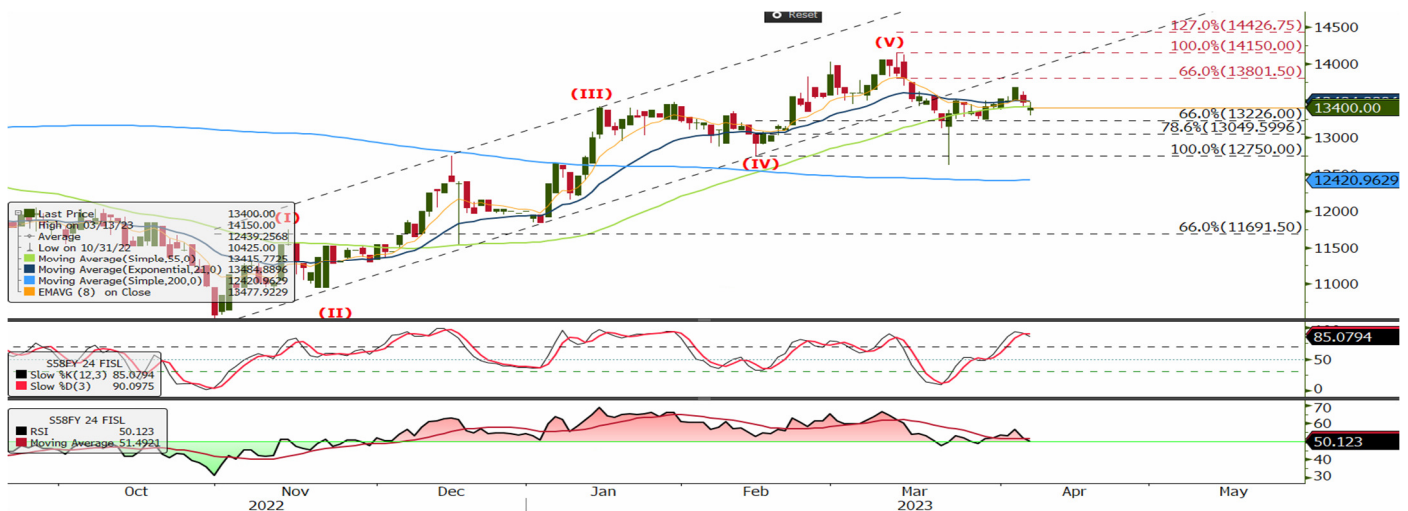 Reset
127.0%(14426.75)
14500
(V)
100.0%(14150.00)
14000
66.0%(13801.50)
(III)
13400.00
66.0%(13226.00)
78.6%(13049.5996)
13000
100.0%(12750.00)
(IV)
12420.9629
12000
66.0%(11691.50)
11500
11000
Last Price 13400.00
High on 03/13/23 14150.00
(I)
Average 12439.2568
Low on 10/31/22 10425.00
Moving Average(Simple,55,0) 13415.7725
Moving Average(Exponential,21,0) 13484.8896
Moving Average(Simple,200,0) 12420.9629
EMAVG (8) on Close 13477.9229
(II)
85.0794
50
0
S58FY 24 FISL
Slow %K(12,3) 85.0794
Slow %D(3) 90.0975
70
50.123
40
30
S58FY 24 FISL
RSI 50.123
Moving Average 51.4921
Oct Nov Dec Jan Feb Mar Apr May
2022 2023